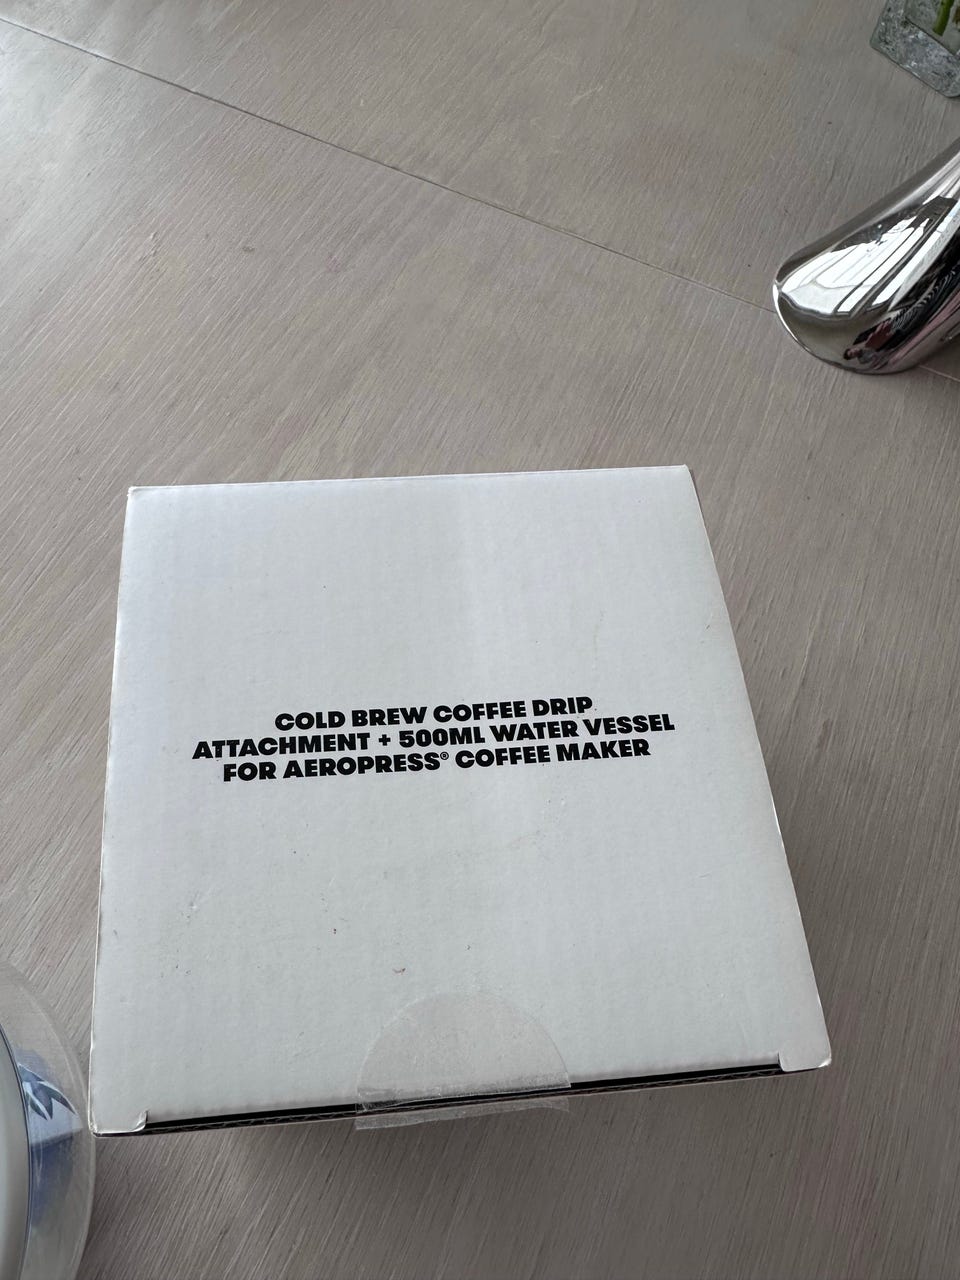 COLD BREW COFFEE DRIP
ATTACHMENT + 500ML WATER VESSEL
FOR AEROPRESS® COFFEE MAKER